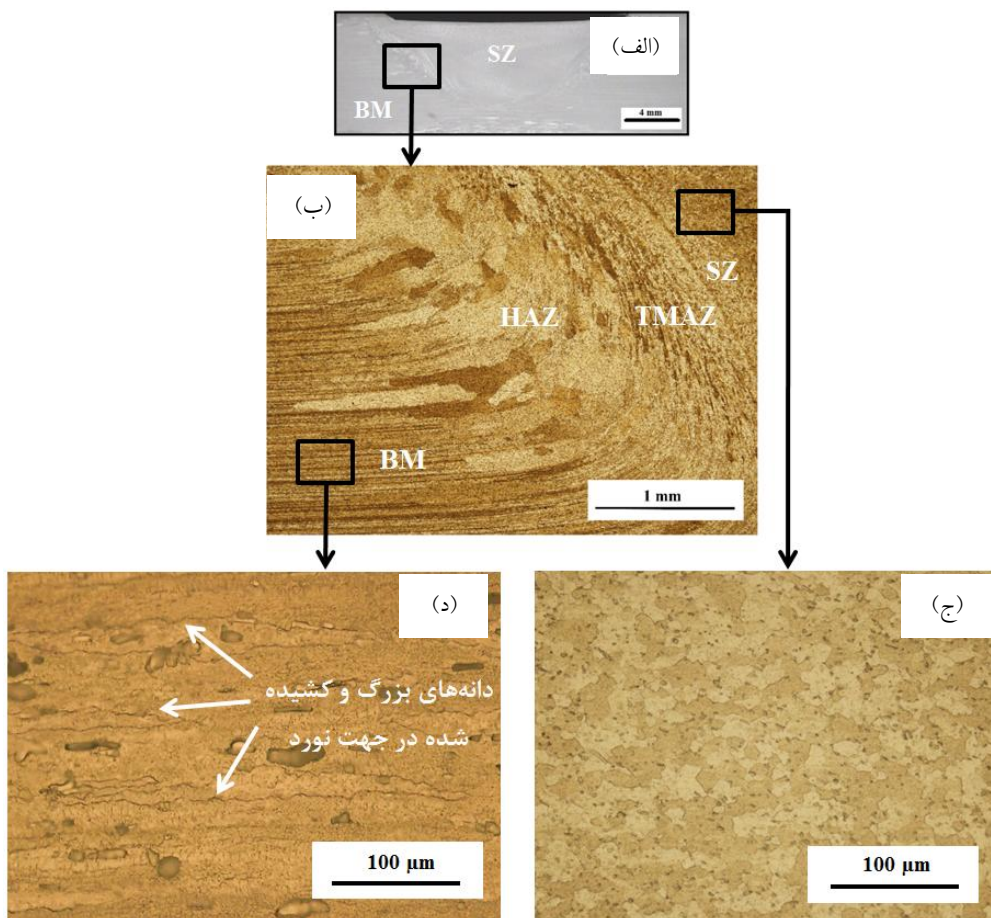 (الف)
SZ
BM
4 mm
(ب)
SZ
HAZ
TMAZ
BM
1 mm
(د)
دانه‌های بزرگ و کشیده
شده در جهت نورد
100 μm
(ج)
100 μm